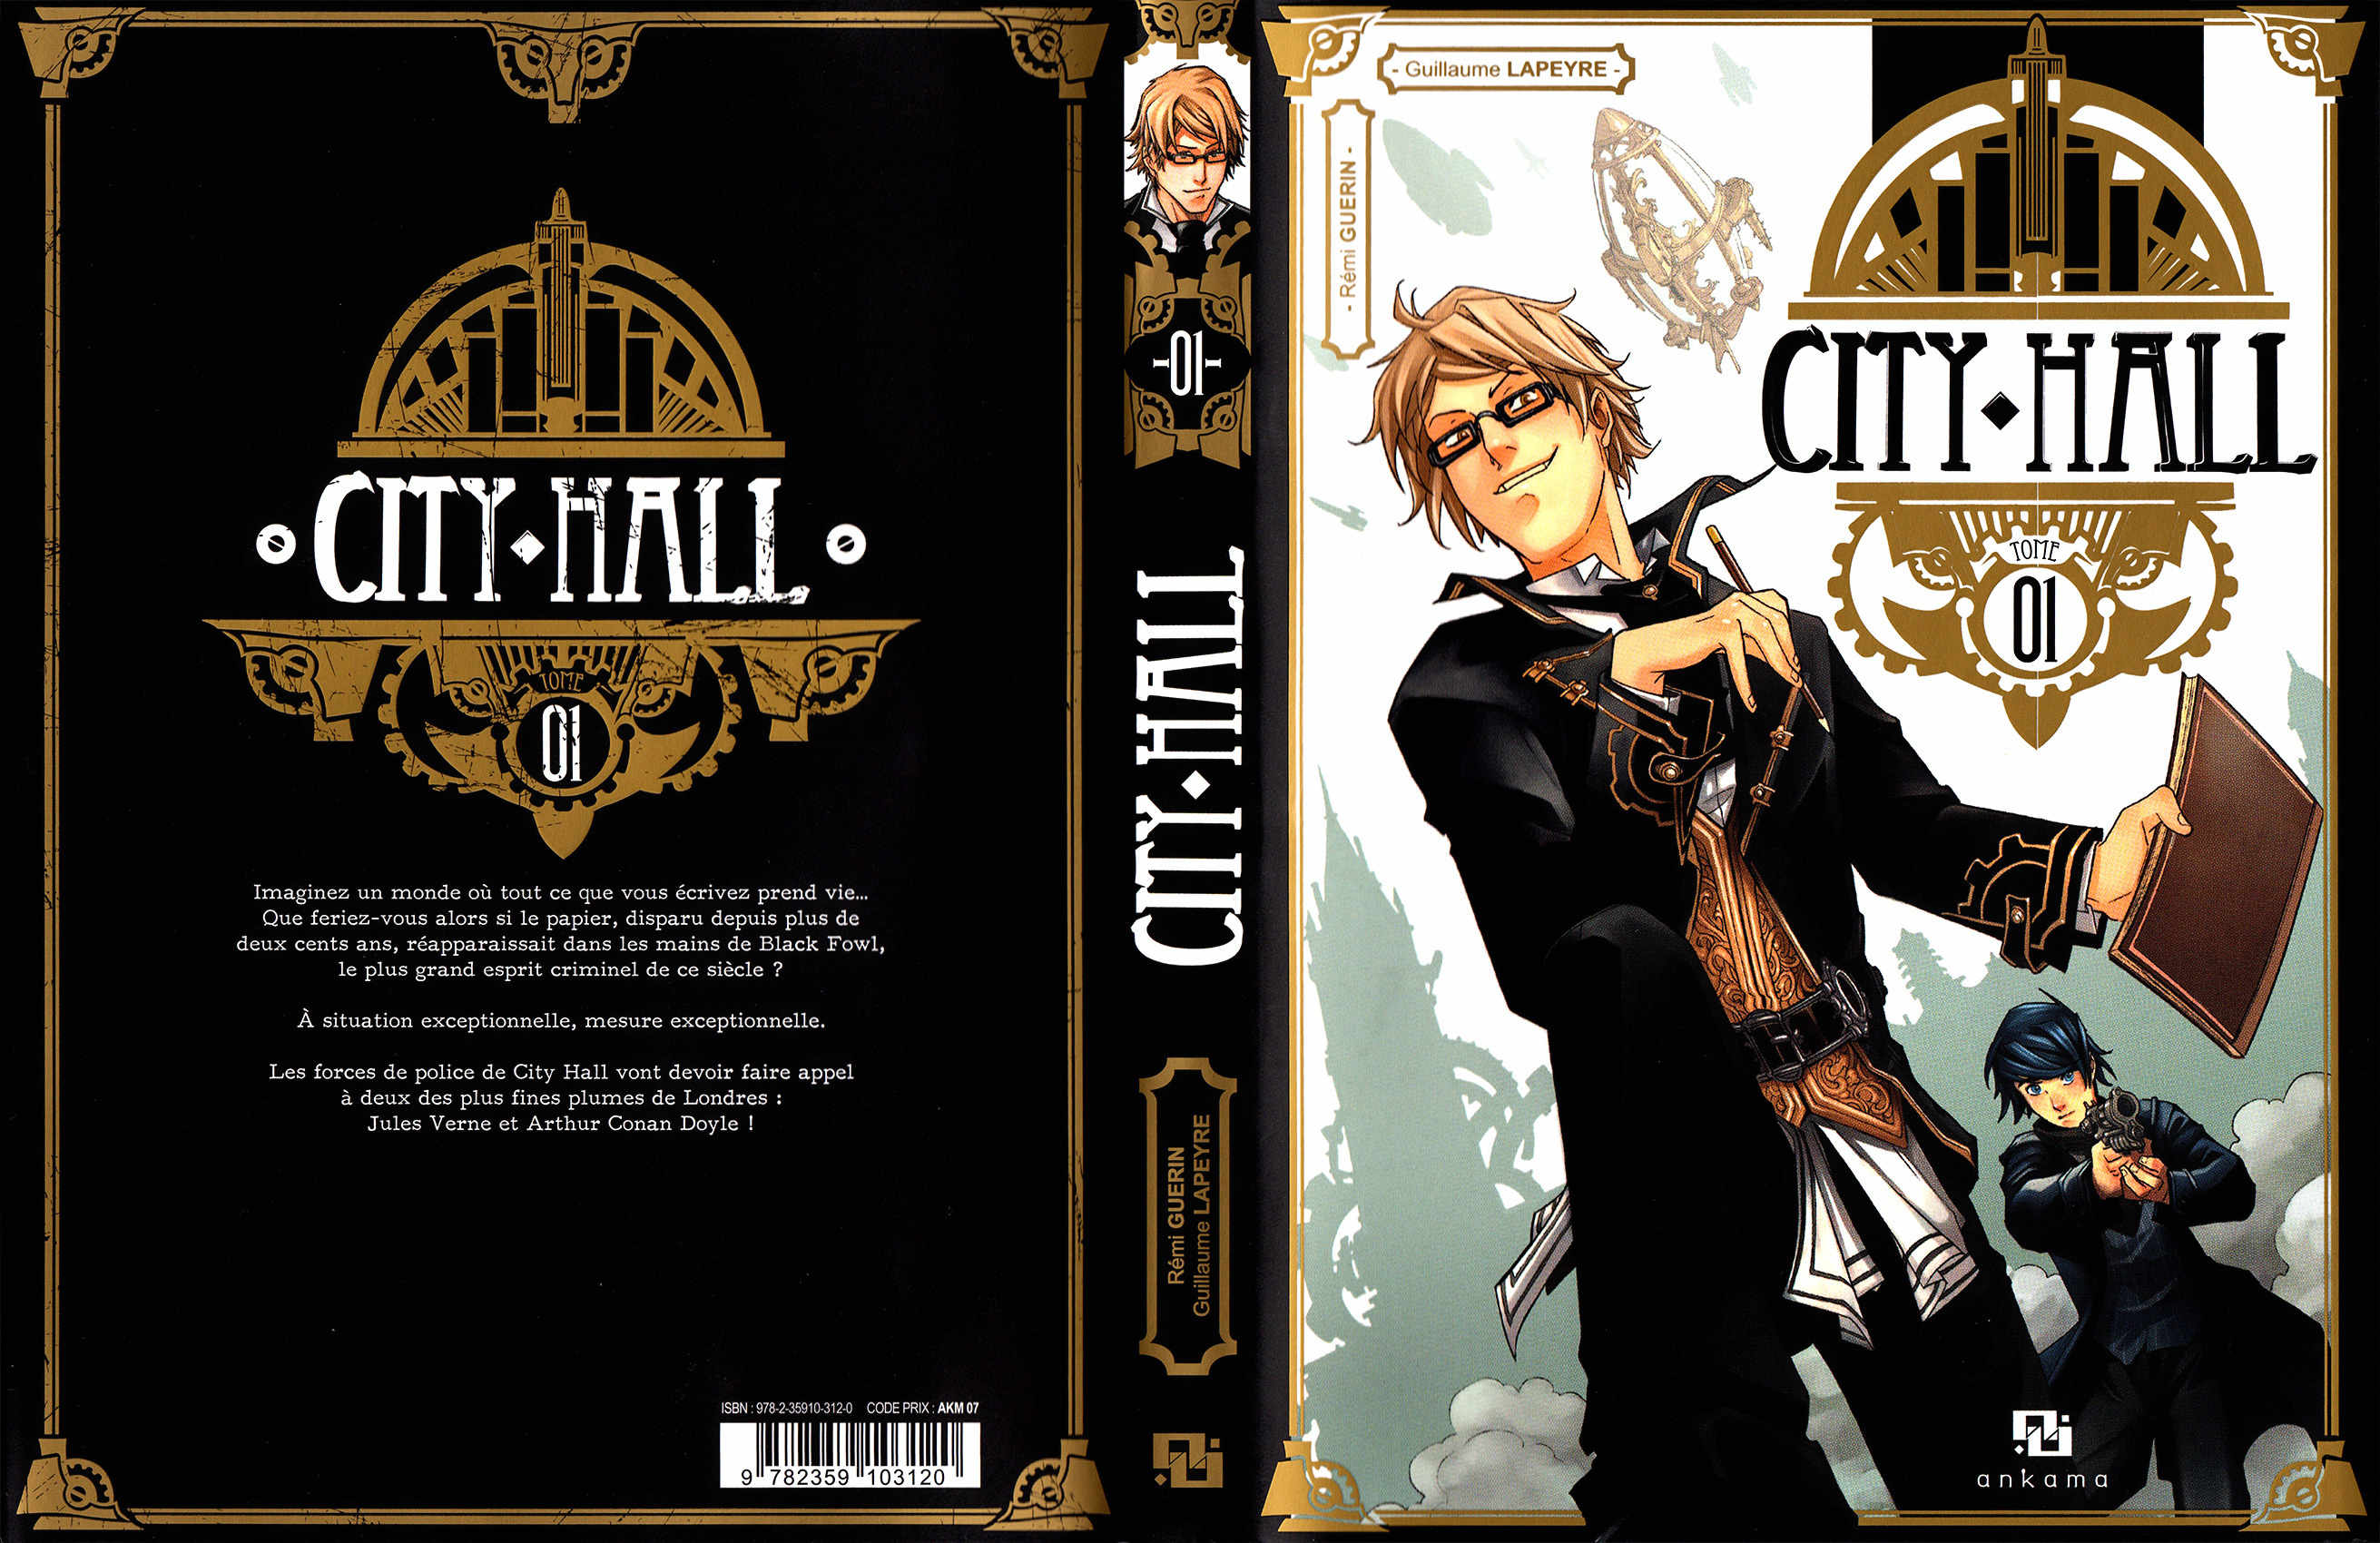 CITY HALL
TOME
01
Imaginez un monde où tout ce que vous écrivez prend vie...
Que feriez-vous alors si le papier, disparu depuis plus de
deux cents ans, réapparaissait dans les mains de Black Fowl,
le plus grand esprit criminel de ce siècle ?
À situation exceptionnelle, mesure exceptionnelle.
Les forces de police de City Hall vont devoir faire appel
à deux des plus fines plumes de Londres :
Jules Verne et Arthur Conan Doyle !
ISBN : 978-2-35910-312-0 CODE PRIX : AKM 07
9 782359 103120
-01-
CITY HALL
Rémi GUERIN
Guillaume LAPEYRE
- Guillaume LAPEYRE -
- Rémi GUERIN -
CITY HALL
TOME
01
ankama